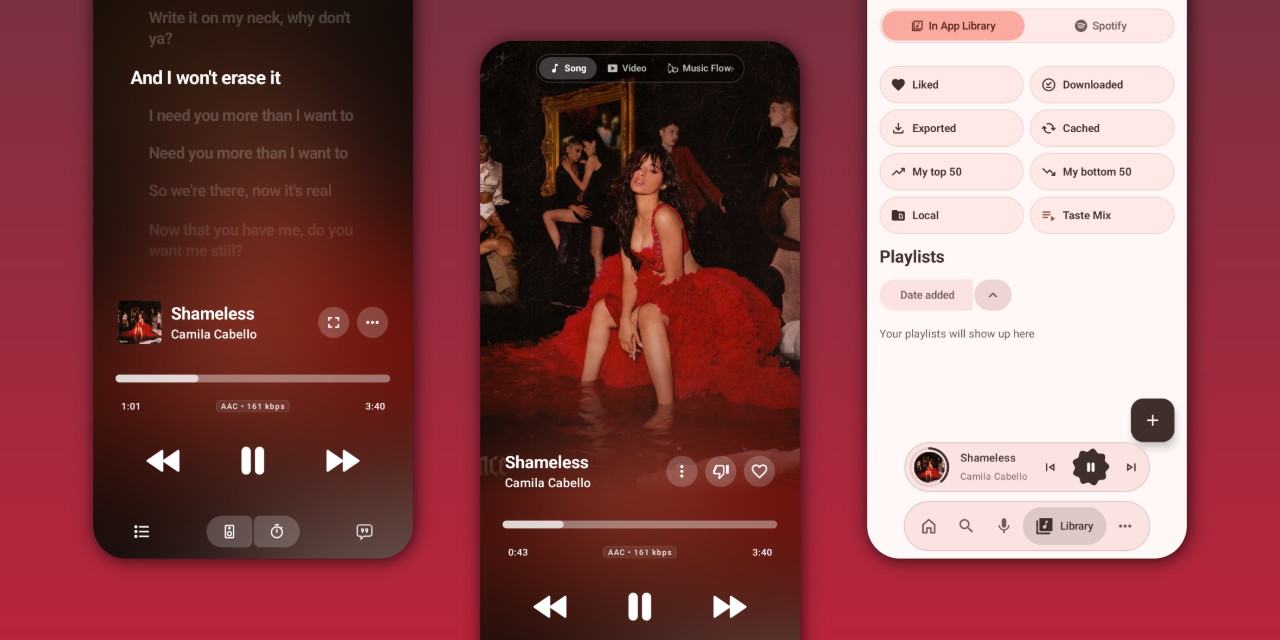 Write it on my neck, why don't
ya?
And I won't erase it
I need you more than I want to
Need you more than I want to
So we're there, now it's real
Now that you have me, do you
want me still?
Shameless
Camila Cabello
1:01
AAC • 161 kbps
3:40
Song
Video
Music Flow
Shameless
Camila Cabello
0:43
AAC • 161 kbps
3:40
In App Library
Spotify
Liked
Downloaded
Exported
Cached
My top 50
My bottom 50
Local
Taste Mix
Playlists
Date added
Your playlists will show up here
Shameless
Camila Cabello
Library